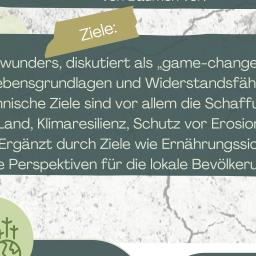 Ziele:
wunders, diskutiert als „game-change
ebensgrundlagen und Widerstandsfäh
nische Ziele sind vor allem die Schaffu
Land, Klimaresilienz, Schutz vor Erosio
Ergänzt durch Ziele wie Ernährungssic
e Perspektiven für die lokale Bevölkeru